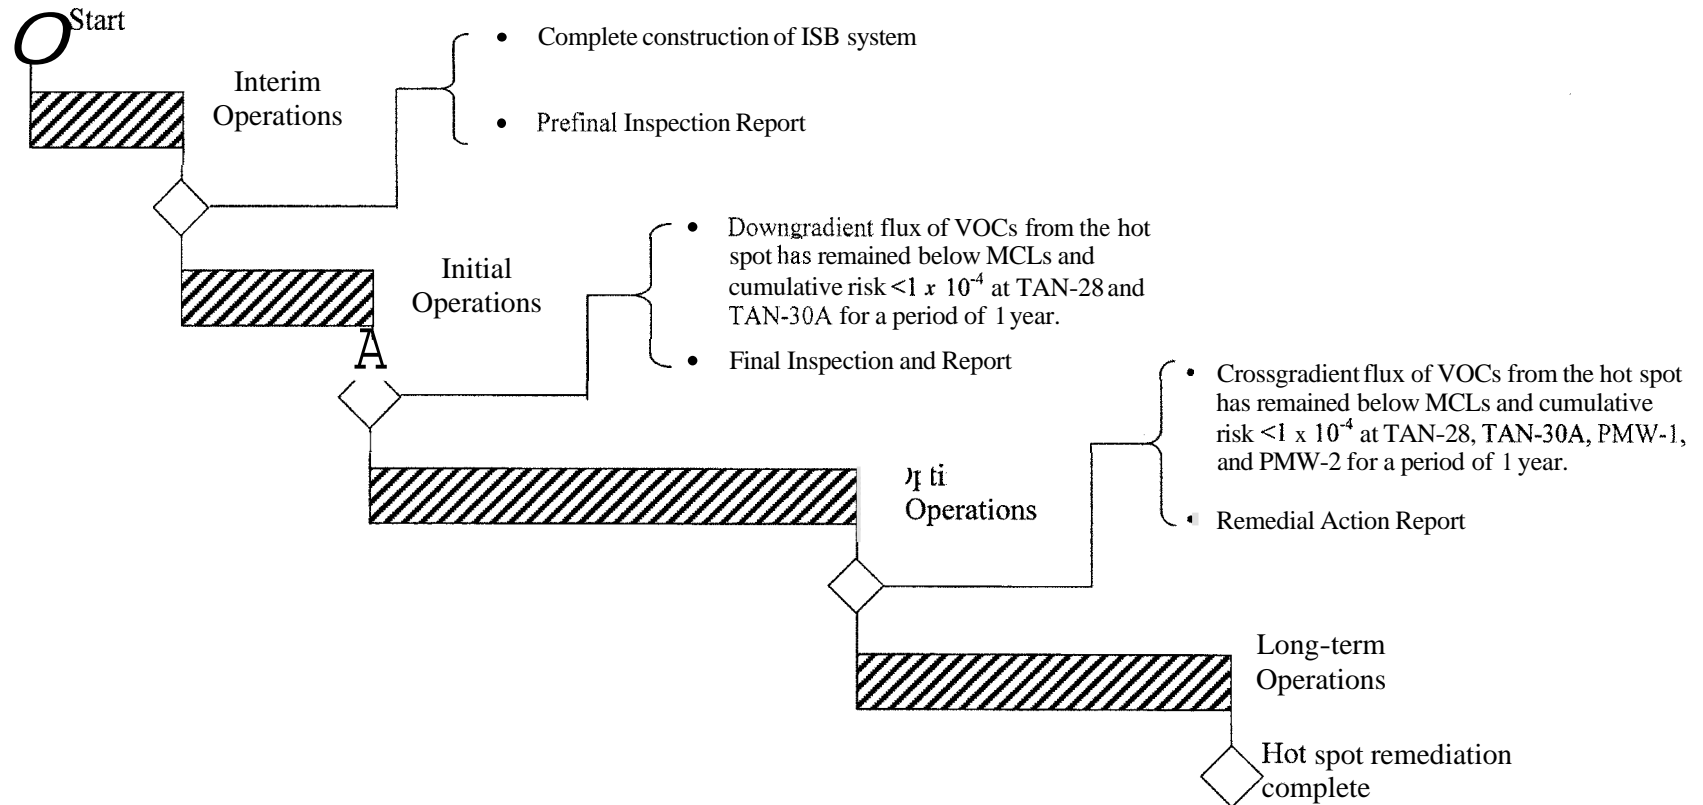 Start
Interim
Operations
• Complete construction of ISB system
• Prefinal Inspection Report
Initial
Operations
• Downgradient flux of VOCs from the hot
spot has remained below MCLs and
cumulative risk <1 x 10⁻⁴ at TAN-28 and
TAN-30A for a period of 1 year.
• Final Inspection and Report
Operations
• Crossgradient flux of VOCs from the hot spot
has remained below MCLs and cumulative
risk <1 x 10⁻⁴ at TAN-28, TAN-30A, PMW-1,
and PMW-2 for a period of 1 year.
• Remedial Action Report
Long-term
Operations
Hot spot remediation
complete